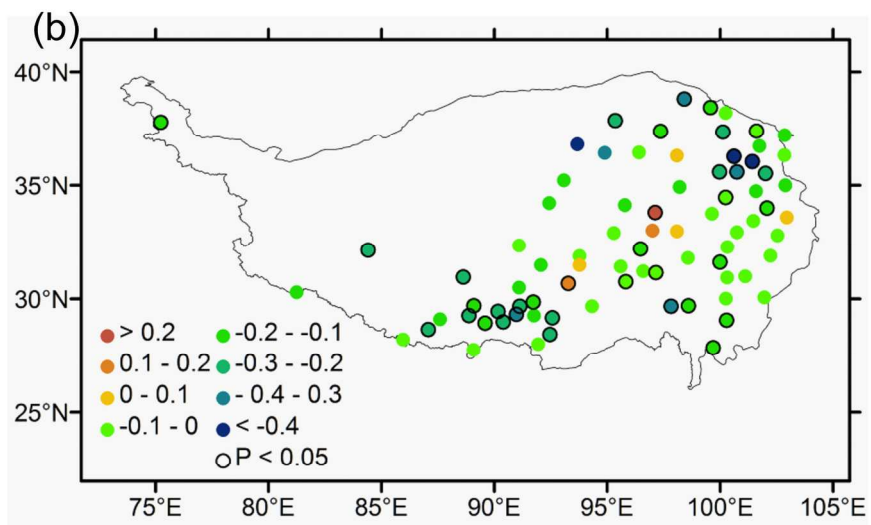 (b)
40°N
35°N
30°N
25°N
> 0.2
0.1 - 0.2
0 - 0.1
-0.1 - 0
-0.2 - -0.1
-0.3 - -0.2
- 0.4 - 0.3
< -0.4
P < 0.05
75°E 80°E 85°E 90°E 95°E 100°E 105°E